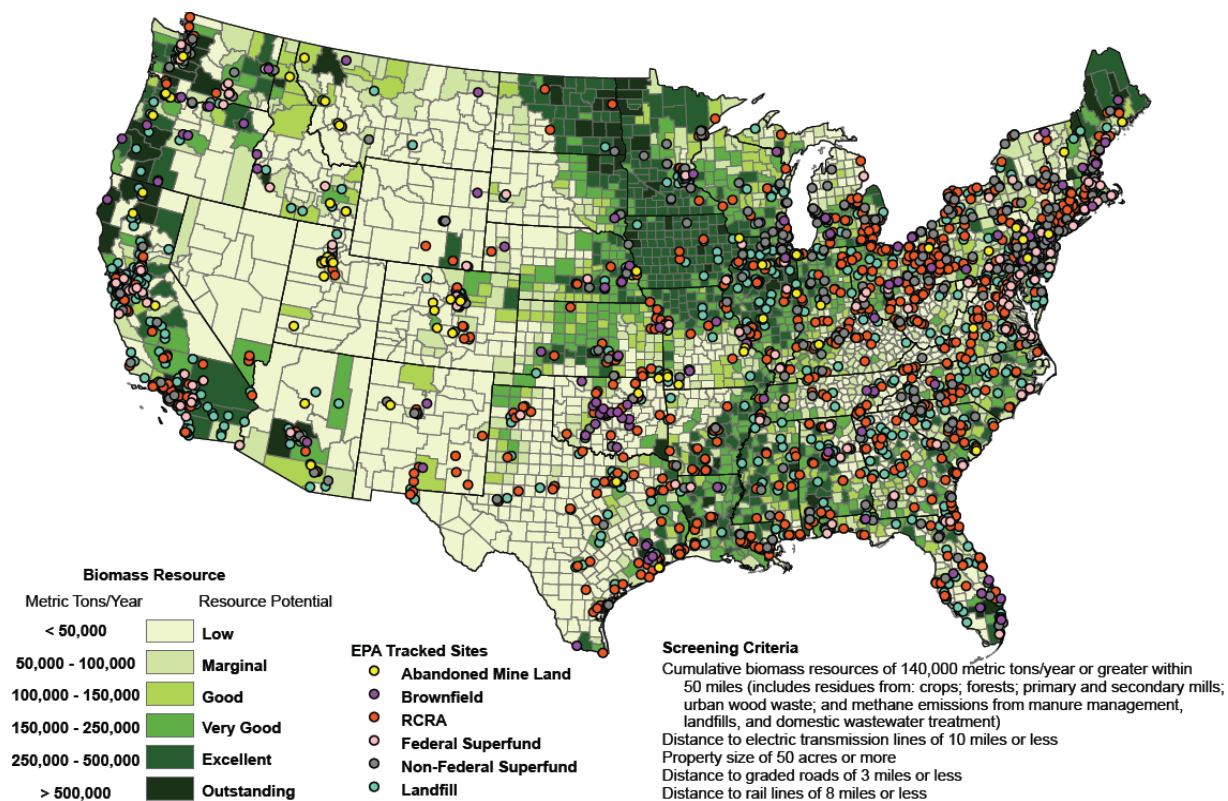 Biomass Resource
Metric Tons/Year Resource Potential
< 50,000 Low
50,000 - 100,000 Marginal
100,000 - 150,000 Good
150,000 - 250,000 Very Good
250,000 - 500,000 Excellent
> 500,000 Outstanding
EPA Tracked Sites
Abandoned Mine Land
Brownfield
RCRA
Federal Superfund
Non-Federal Superfund
Landfill
Screening Criteria
Cumulative biomass resources of 140,000 metric tons/year or greater within
50 miles (includes residues from: crops; forests; primary and secondary mills;
urban wood waste; and methane emissions from manure management,
landfills, and domestic wastewater treatment)
Distance to electric transmission lines of 10 miles or less
Property size of 50 acres or more
Distance to graded roads of 3 miles or less
Distance to rail lines of 8 miles or less